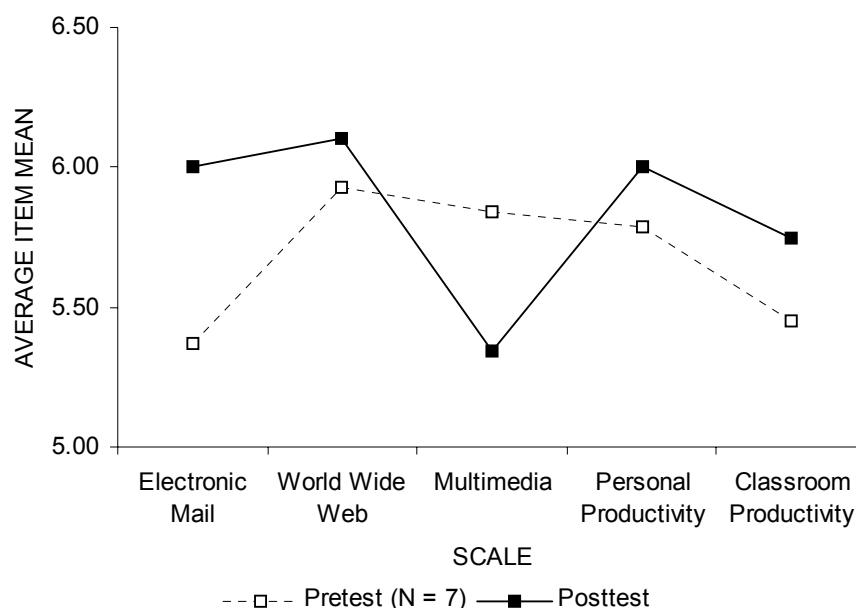 6.50
6.00
5.50
5.00
AVERAGE ITEM MEAN
Electronic Mail
World Wide Web
Multimedia
Personal Productivity
Classroom Productivity
SCALE
Pretest (N = 7)
Posttest